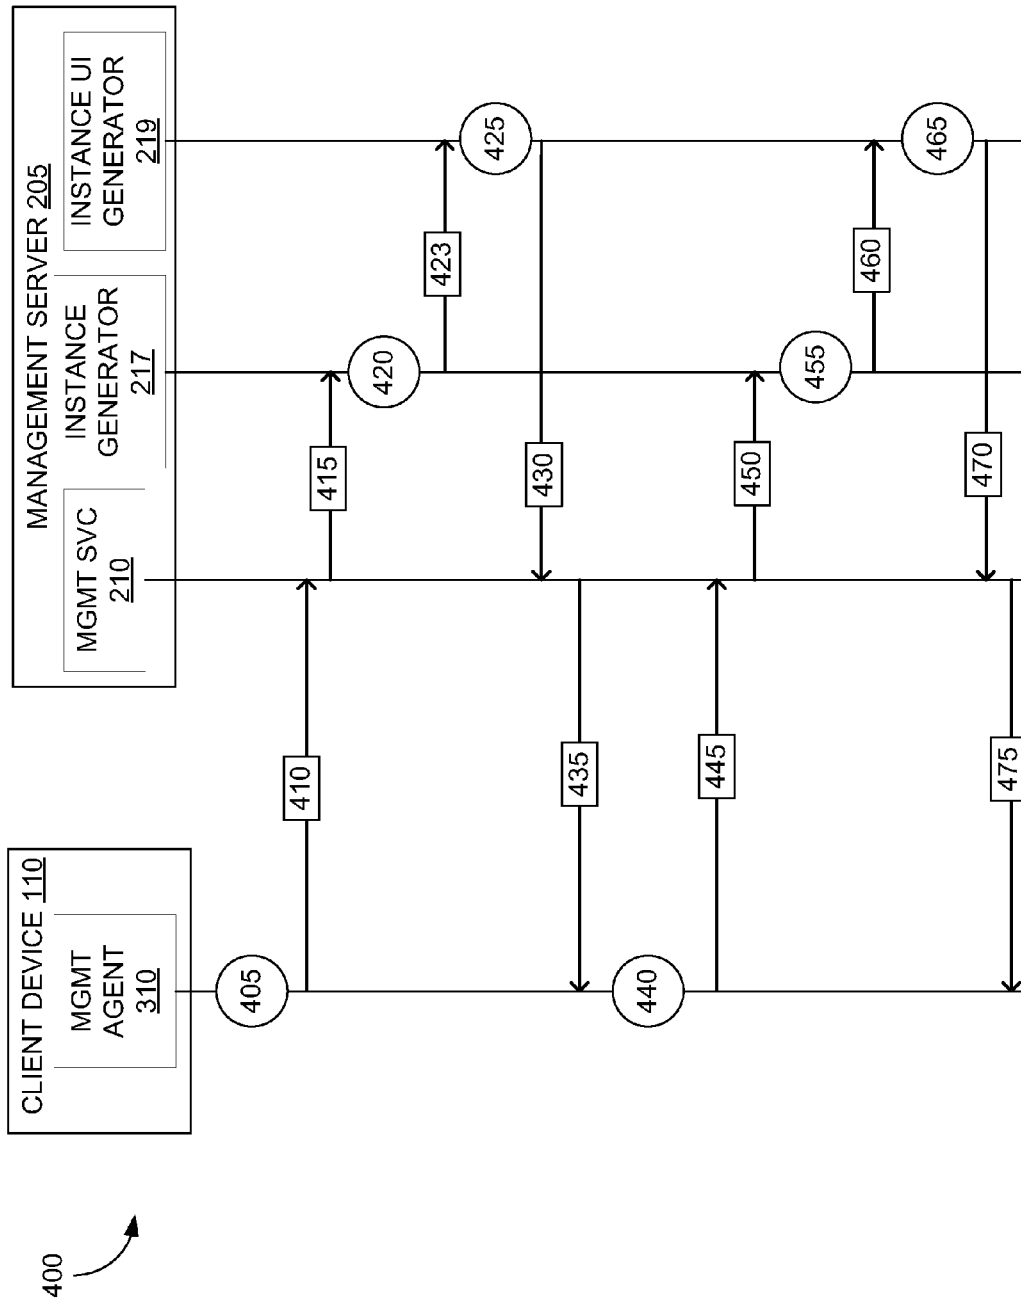 400
CLIENT DEVICE 110
MGMT
AGENT
310
MANAGEMENT SERVER 205
MGMT SVC
210
INSTANCE
GENERATOR
217
INSTANCE UI
GENERATOR
219
405
410
415
420
423
425
430
435
440
445
450
455
460
465
470
475